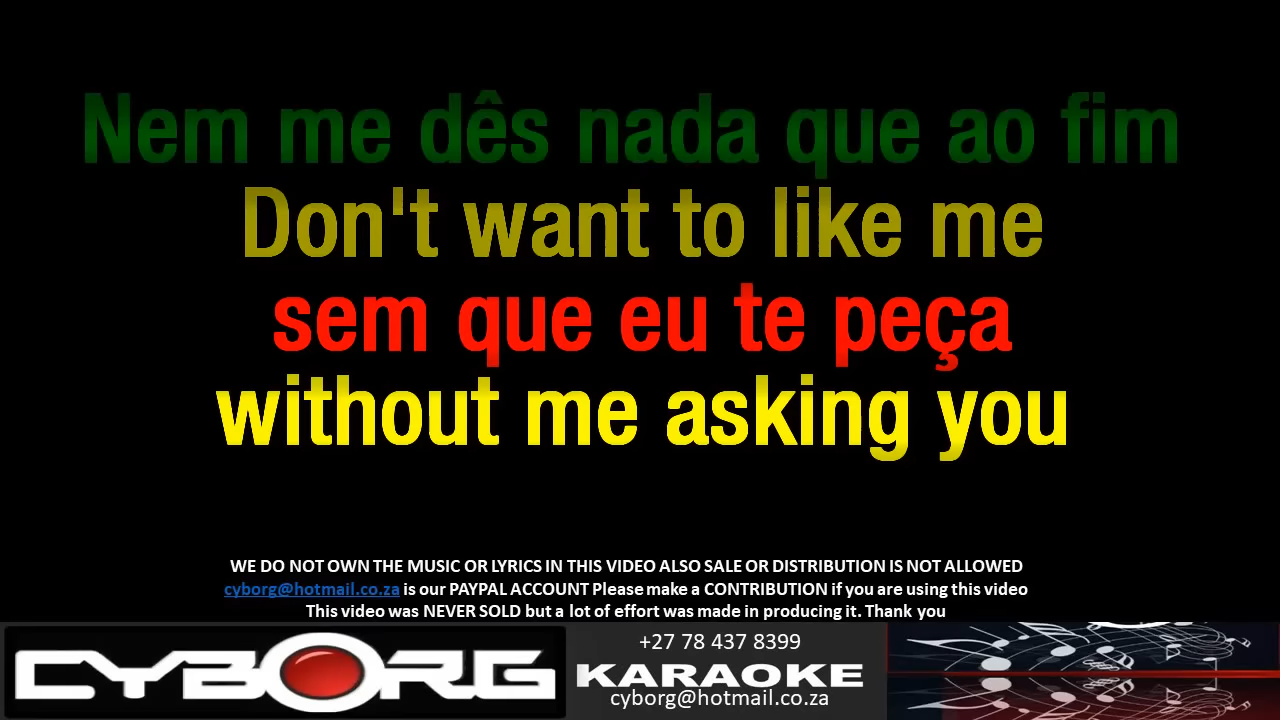 Nem me dês nada que ao fim
Don't want to like me
sem que eu te peça
without me asking you
WE DO NOT OWN THE MUSIC OR LYRICS IN THIS VIDEO ALSO SALE OR DISTRIBUTION IS NOT ALLOWED
cyborg@hotmail.co.za is our PAYPAL ACCOUNT Please make a CONTRIBUTION if you are using this video
This video was NEVER SOLD but a lot of effort was made in producing it. Thank you
CYBORG
+27 78 437 8399
KARAOKE
cyborg@hotmail.co.za